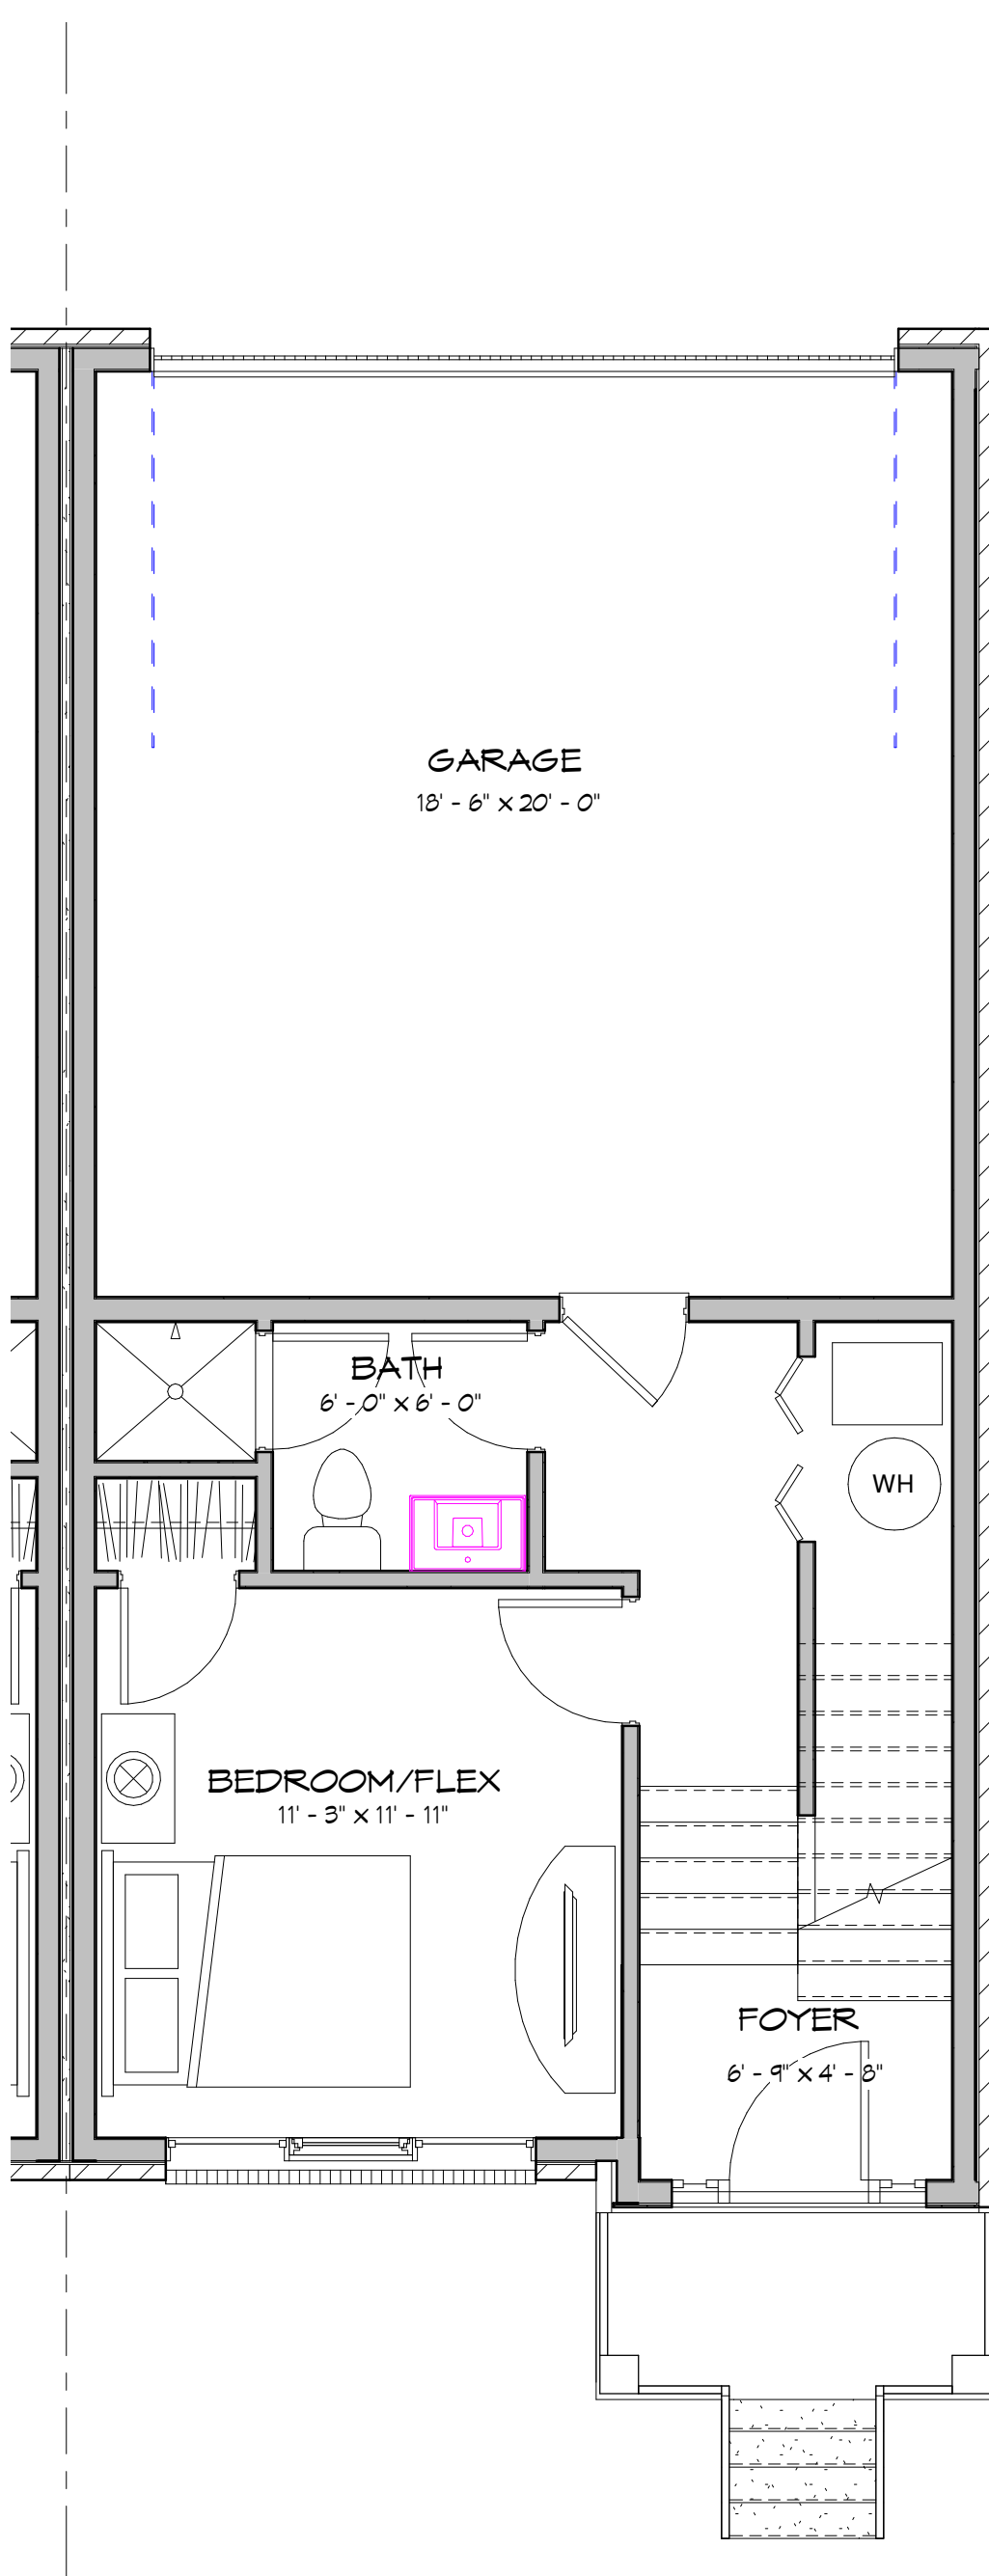 GARAGE
18' - 6" x 20' - 0"
BATH
6' - 0" x 6' - 0"
WH
BEDROOM/FLEX
11' - 3" x 11' - 11"
FOYER
6' - 9" x 4' - 8"